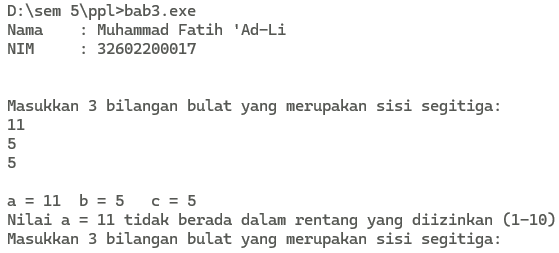 D:\sem 5\ppl>bab3.exe
Nama    : Muhammad Fatih 'Ad-Li
NIM     : 32602200017
Masukkan 3 bilangan bulat yang merupakan sisi segitiga:
11
5
5
a = 11  b = 5   c = 5
Nilai a = 11 tidak berada dalam rentang yang diizinkan (1-10)
Masukkan 3 bilangan bulat yang merupakan sisi segitiga: